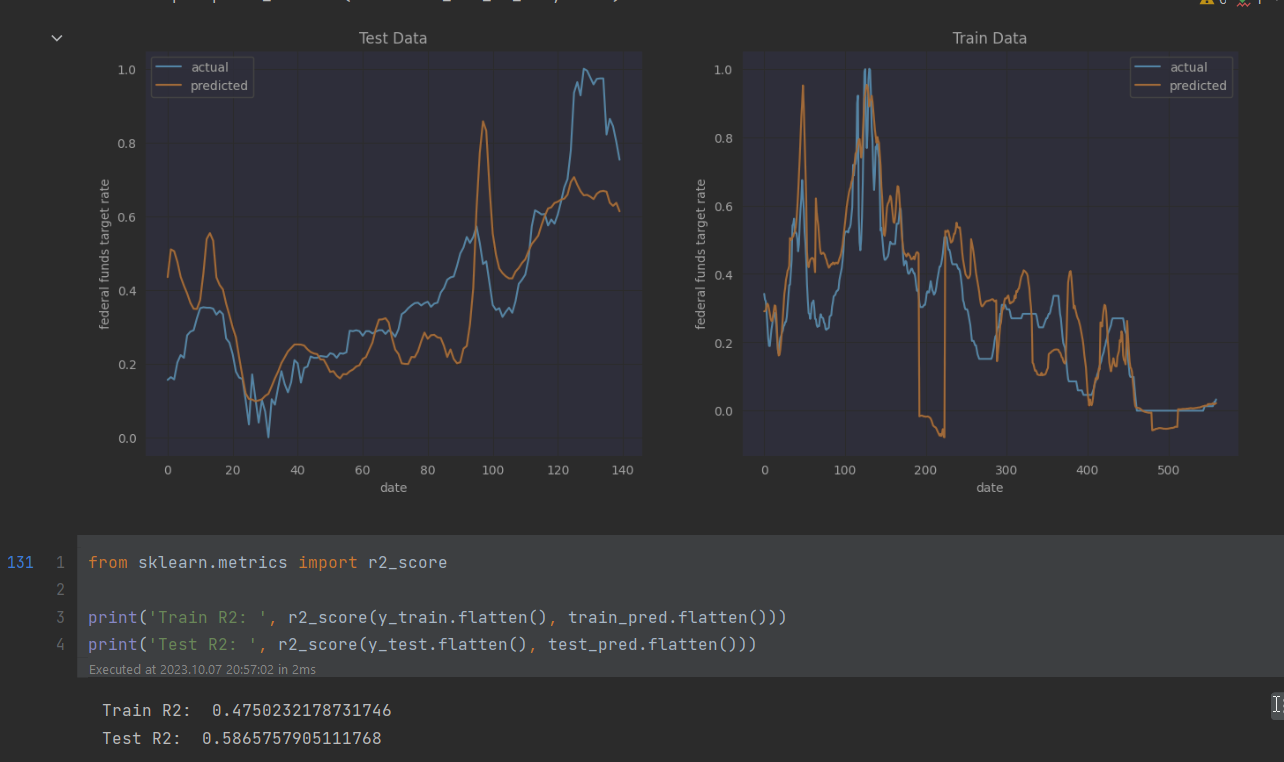 Test Data
actual
predicted
1.0
0.8
0.6
0.4
0.2
0.0
federal funds target rate
0 20 40 60 80 100 120 140
date
Train Data
actual
predicted
1.0
0.8
0.6
0.4
0.2
0.0
federal funds target rate
0 100 200 300 400 500
date
131
1 from sklearn.metrics import r2_score
2
3 print('Train R2: ', r2_score(y_train.flatten(), train_pred.flatten()))
4 print('Test R2: ', r2_score(y_test.flatten(), test_pred.flatten()))
Executed at 2023.10.07 20:57:02 in 2ms
Train R2:  0.4750232178731746
Test R2:  0.5865757905111768